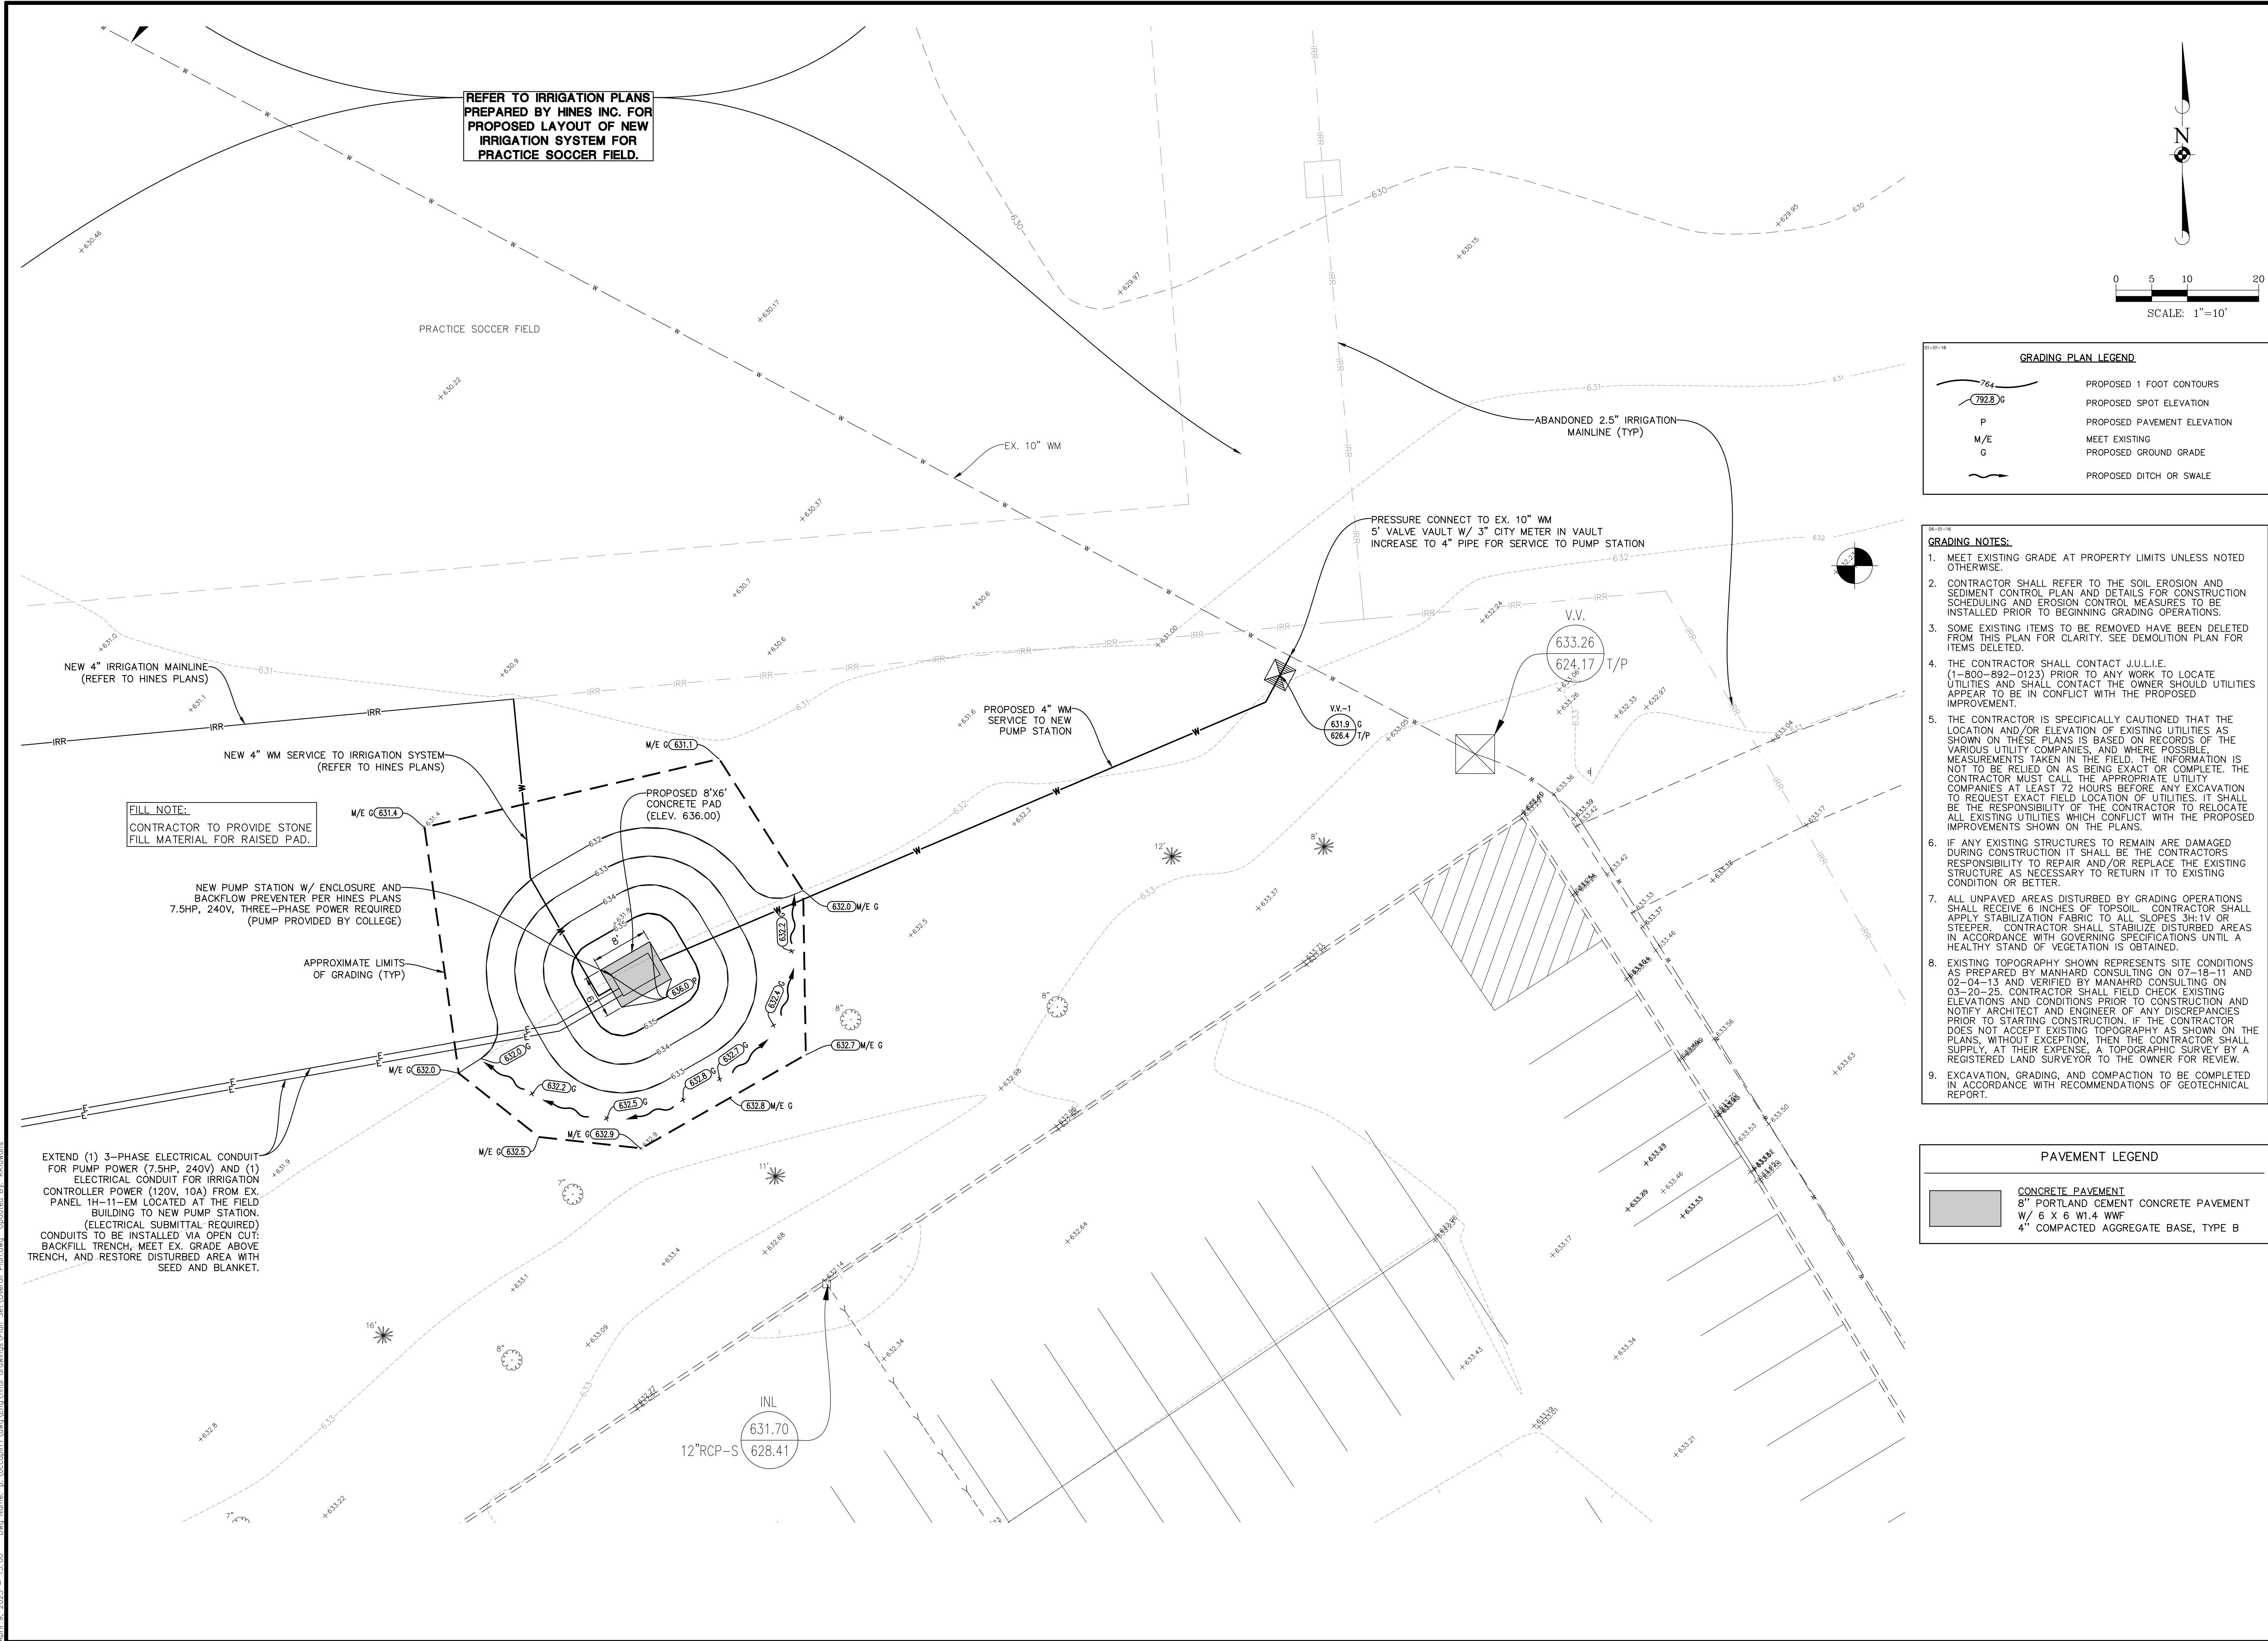 REFER TO IRRIGATION PLANS
PREPARED BY HINES INC. FOR
PROPOSED LAYOUT OF NEW
IRRIGATION SYSTEM FOR
PRACTICE SOCCER FIELD.
PRACTICE SOCCER FIELD
EX. 10" WM
ABANDONED 2.5" IRRIGATION
MAINLINE (TYP)
PRESSURE CONNECT TO EX. 10" WM
5' VALVE VAULT W/ 3" CITY METER IN VAULT
INCREASE TO 4" PIPE FOR SERVICE TO PUMP STATION
V.V.
633.26
624.17 T/P
NEW 4" IRRIGATION MAINLINE
(REFER TO HINES PLANS)
PROPOSED 4" WM
SERVICE TO NEW
PUMP STATION
V.V.-1
631.9 G
626.4 T/P
NEW 4" WM SERVICE TO IRRIGATION SYSTEM
(REFER TO HINES PLANS)
M/E G 631.1
M/E G 631.4
PROPOSED 8'X6'
CONCRETE PAD
(ELEV. 636.00)
FILL NOTE:
CONTRACTOR TO PROVIDE STONE
FILL MATERIAL FOR RAISED PAD.
NEW PUMP STATION W/ ENCLOSURE AND
BACKFLOW PREVENTER PER HINES PLANS
7.5HP, 240V, THREE-PHASE POWER REQUIRED
(PUMP PROVIDED BY COLLEGE)
APPROXIMATE LIMITS
OF GRADING (TYP)
8'
6'
636.0 P
632.0 M/E G
632.2 G
632.4 G
632.7 M/E G
632.7 G
632.8 G
632.8 M/E G
632.5 G
632.2 G
632.0 G
M/E G 632.0
M/E G 632.9
M/E G 632.5
EXTEND (1) 3-PHASE ELECTRICAL CONDUIT
FOR PUMP POWER (7.5HP, 240V) AND (1)
ELECTRICAL CONDUIT FOR IRRIGATION
CONTROLLER POWER (120V, 10A) FROM EX.
PANEL 1H-11-EM LOCATED AT THE FIELD
BUILDING TO NEW PUMP STATION.
(ELECTRICAL SUBMITTAL REQUIRED)
CONDUITS TO BE INSTALLED VIA OPEN CUT:
BACKFILL TRENCH, MEET EX. GRADE ABOVE
TRENCH, AND RESTORE DISTURBED AREA WITH
SEED AND BLANKET.
INL
631.70
12"RCP-S 628.41
N
0 5 10 20
SCALE: 1"=10'
01-01-16
GRADING PLAN LEGEND
764 PROPOSED 1 FOOT CONTOURS
792.8 G PROPOSED SPOT ELEVATION
P PROPOSED PAVEMENT ELEVATION
M/E MEET EXISTING
G PROPOSED GROUND GRADE
PROPOSED DITCH OR SWALE
06-01-16
GRADING NOTES:
1. MEET EXISTING GRADE AT PROPERTY LIMITS UNLESS NOTED
OTHERWISE.
2. CONTRACTOR SHALL REFER TO THE SOIL EROSION AND
SEDIMENT CONTROL PLAN AND DETAILS FOR CONSTRUCTION
SCHEDULING AND EROSION CONTROL MEASURES TO BE
INSTALLED PRIOR TO BEGINNING GRADING OPERATIONS.
3. SOME EXISTING ITEMS TO BE REMOVED HAVE BEEN DELETED
FROM THIS PLAN FOR CLARITY. SEE DEMOLITION PLAN FOR
ITEMS DELETED.
4. THE CONTRACTOR SHALL CONTACT J.U.L.I.E.
(1-800-892-0123) PRIOR TO ANY WORK TO LOCATE
UTILITIES AND SHALL CONTACT THE OWNER SHOULD UTILITIES
APPEAR TO BE IN CONFLICT WITH THE PROPOSED
IMPROVEMENT.
5. THE CONTRACTOR IS SPECIFICALLY CAUTIONED THAT THE
LOCATION AND/OR ELEVATION OF EXISTING UTILITIES AS
SHOWN ON THESE PLANS IS BASED ON RECORDS OF THE
VARIOUS UTILITY COMPANIES, AND WHERE POSSIBLE,
MEASUREMENTS TAKEN IN THE FIELD. THE INFORMATION IS
NOT TO BE RELIED ON AS BEING EXACT OR COMPLETE. THE
CONTRACTOR MUST CALL THE APPROPRIATE UTILITY
COMPANIES AT LEAST 72 HOURS BEFORE ANY EXCAVATION
TO REQUEST EXACT FIELD LOCATION OF UTILITIES. IT SHALL
BE THE RESPONSIBILITY OF THE CONTRACTOR TO RELOCATE
ALL EXISTING UTILITIES WHICH CONFLICT WITH THE PROPOSED
IMPROVEMENTS SHOWN ON THE PLANS.
6. IF ANY EXISTING STRUCTURES TO REMAIN ARE DAMAGED
DURING CONSTRUCTION IT SHALL BE THE CONTRACTORS
RESPONSIBILITY TO REPAIR AND/OR REPLACE THE EXISTING
STRUCTURE AS NECESSARY TO RETURN IT TO EXISTING
CONDITION OR BETTER.
7. ALL UNPAVED AREAS DISTURBED BY GRADING OPERATIONS
SHALL RECEIVE 6 INCHES OF TOPSOIL. CONTRACTOR SHALL
APPLY STABILIZATION FABRIC TO ALL SLOPES 3H:1V OR
STEEPER. CONTRACTOR SHALL STABILIZE DISTURBED AREAS
IN ACCORDANCE WITH GOVERNING SPECIFICATIONS UNTIL A
HEALTHY STAND OF VEGETATION IS OBTAINED.
8. EXISTING TOPOGRAPHY SHOWN REPRESENTS SITE CONDITIONS
AS PREPARED BY MANHARD CONSULTING ON 07-18-11 AND
02-04-13 AND VERIFIED BY MANAHRD CONSULTING ON
03-20-25. CONTRACTOR SHALL FIELD CHECK EXISTING
ELEVATIONS AND CONDITIONS PRIOR TO CONSTRUCTION AND
NOTIFY ARCHITECT AND ENGINEER OF ANY DISCREPANCIES
PRIOR TO STARTING CONSTRUCTION. IF THE CONTRACTOR
DOES NOT ACCEPT EXISTING TOPOGRAPHY AS SHOWN ON THE
PLANS, WITHOUT EXCEPTION, THEN THE CONTRACTOR SHALL
SUPPLY, AT THEIR EXPENSE, A TOPOGRAPHIC SURVEY BY A
REGISTERED LAND SURVEYOR TO THE OWNER FOR REVIEW.
9. EXCAVATION, GRADING, AND COMPACTION TO BE COMPLETED
IN ACCORDANCE WITH RECOMMENDATIONS OF GEOTECHNICAL
REPORT.
PAVEMENT LEGEND
CONCRETE PAVEMENT
8" PORTLAND CEMENT CONCRETE PAVEMENT
W/ 6 X 6 W1.4 WWF
4" COMPACTED AGGREGATE BASE, TYPE B